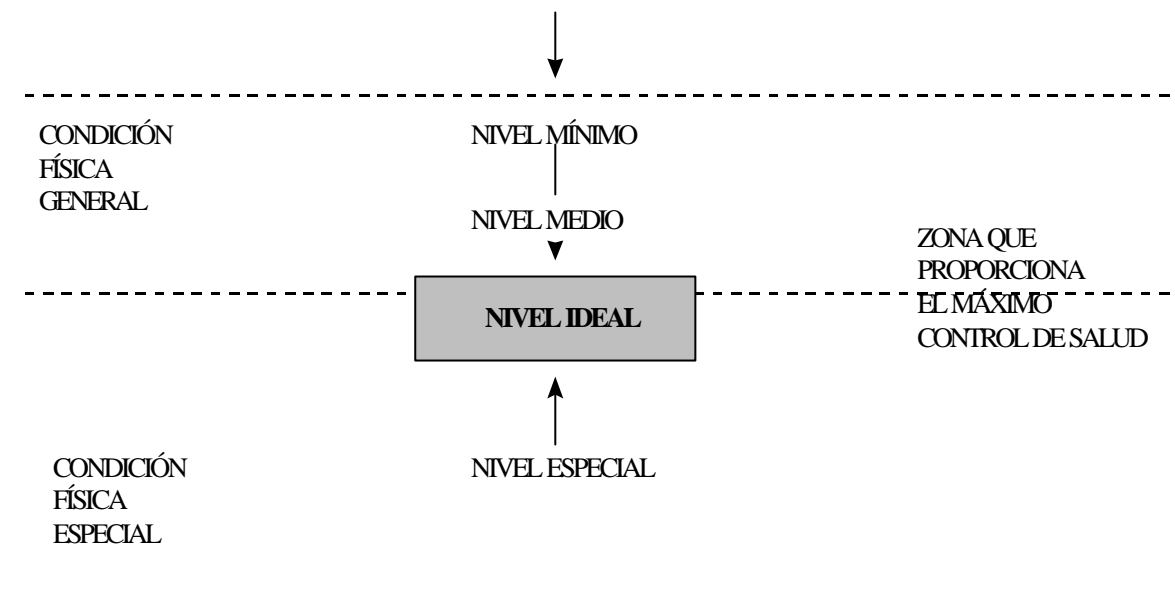 CONDICIÓN
FÍSICA
GENERAL
NIVEL MÍNIMO
NIVEL MEDIO
ZONA QUE
PROPORCIONA
EL MÁXIMO
CONTROL DE SALUD
NIVEL IDEAL
CONDICIÓN
FÍSICA
ESPECIAL
NIVEL ESPECIAL